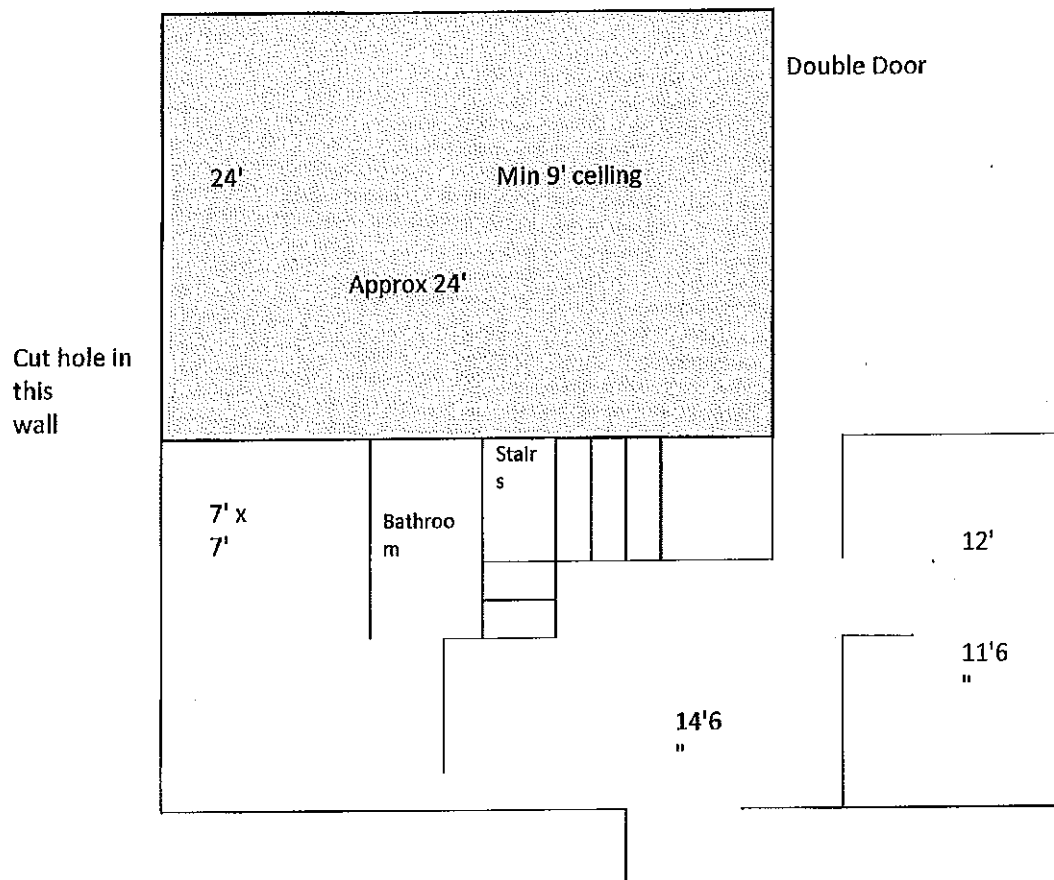 Double Door
24'
Min 9' ceiling
Approx 24'
Cut hole in
this
wall
Stair
s
7' x
7'
Bathroo
m
12'
11'6
"
14'6
"